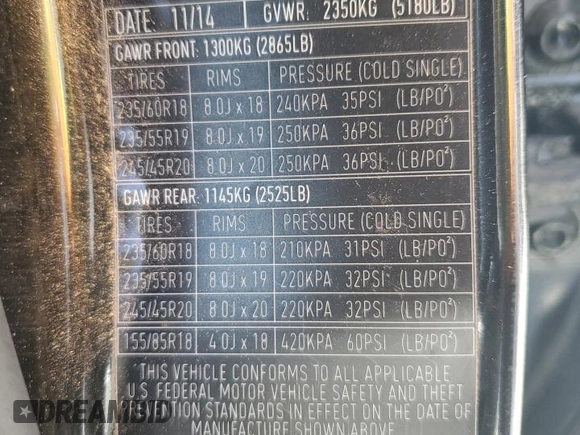 DATE: 11/14 GVWR: 2350KG (5180LB)
GAWR FRONT: 1300KG (2865LB)
TIRES RIMS PRESSURE (COLD SINGLE)
235/60R18 8.0J x 18 240KPA 35PSI (LB/PO²)
235/55R19 8.0J x 19 250KPA 36PSI (LB/PO²)
245/45R20 8.0J x 20 250KPA 36PSI (LB/PO²)
GAWR REAR: 1145KG (2525LB)
TIRES RIMS PRESSURE (COLD SINGLE)
235/60R18 8.0J x 18 210KPA 31PSI (LB/PO²)
235/55R19 8.0J x 19 220KPA 32PSI (LB/PO²)
245/45R20 8.0J x 20 220KPA 32PSI (LB/PO²)
155/85R18 4.0J x 18 420KPA 60PSI (LB/PO²)
THIS VEHICLE CONFORMS TO ALL APPLICABLE
U.S. FEDERAL MOTOR VEHICLE SAFETY AND THEFT
PREVENTION STANDARDS IN EFFECT ON THE DATE OF
MANUFACTURE SHOWN ABOVE.
DREAMBID